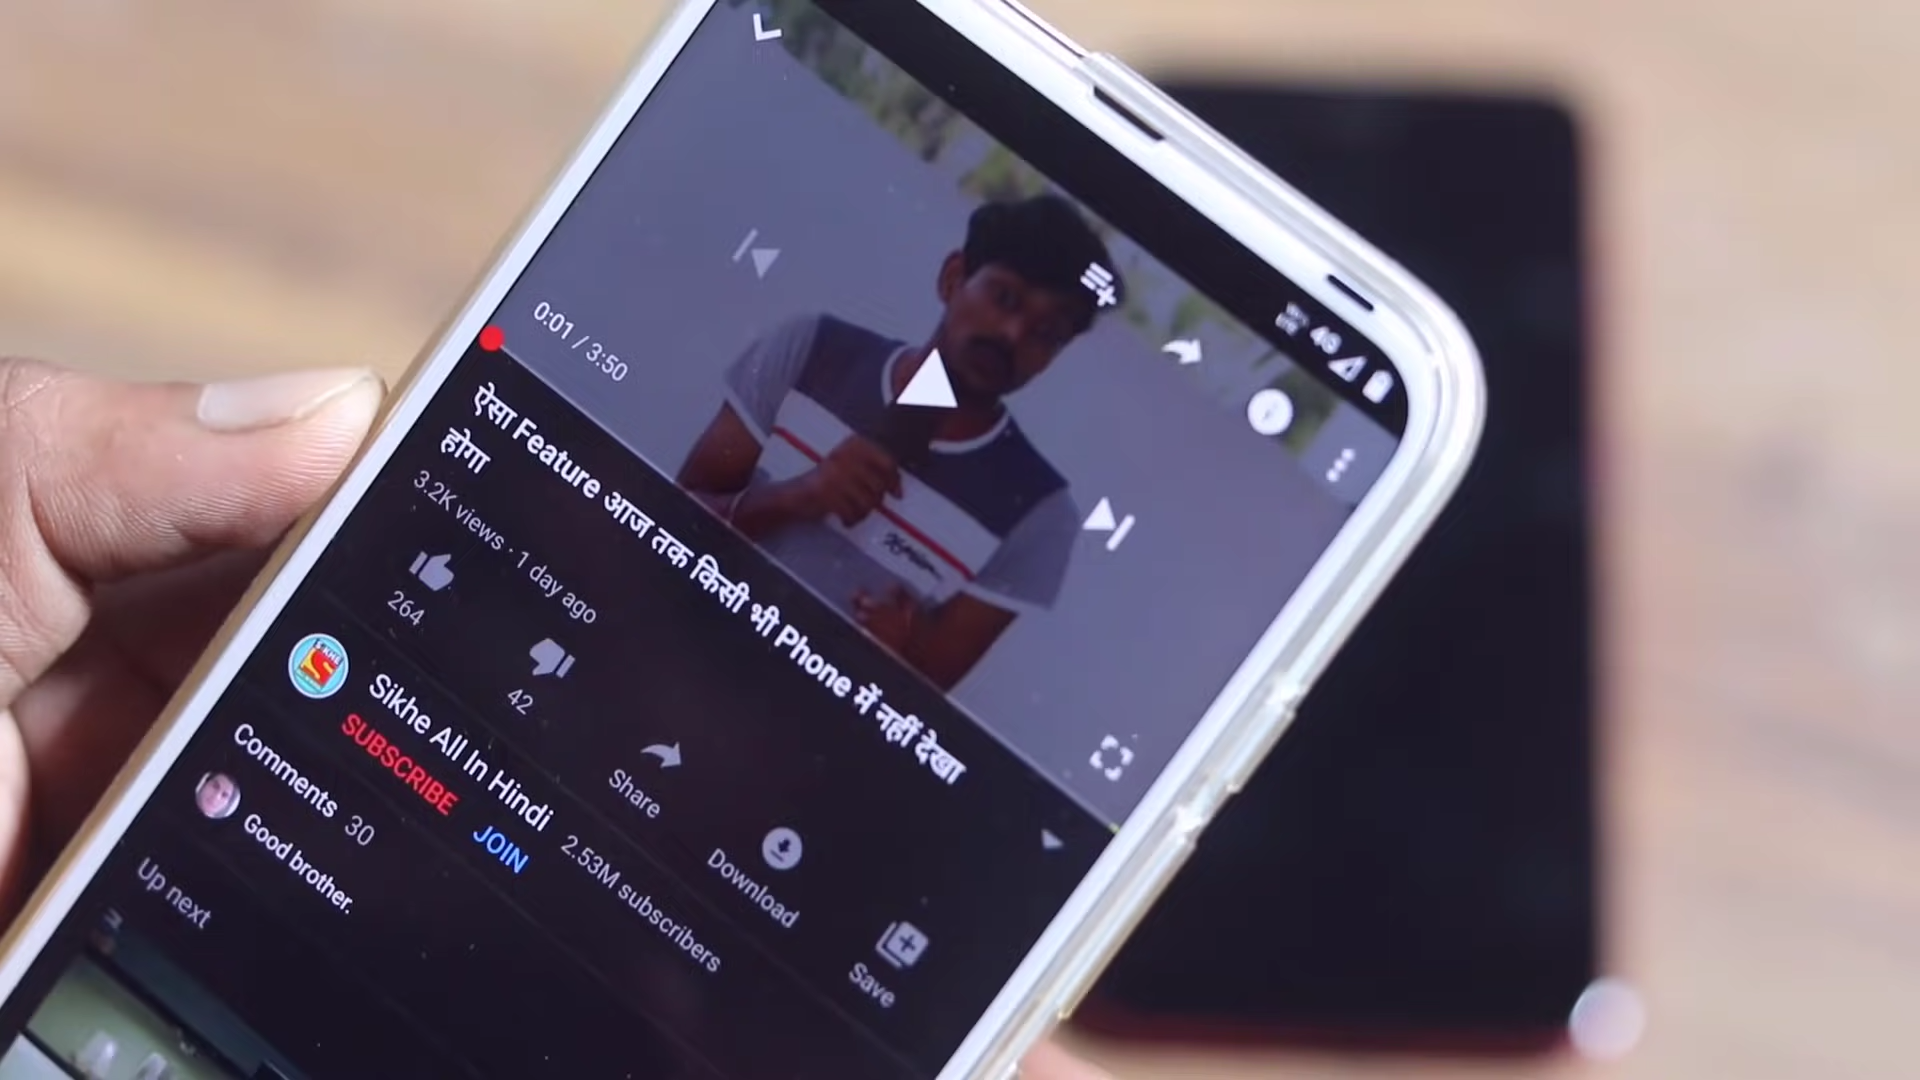 4G
0:01 / 3:50
ऐसा Feature आज तक किसी भी Phone में नहीं देखा
होगा
3.2K views · 1 day ago
264
42
Share
Download
Save
Sikhe All In Hindi
2.53M subscribers
SUBSCRIBE
JOIN
Comments 30
Good brother.
Up next